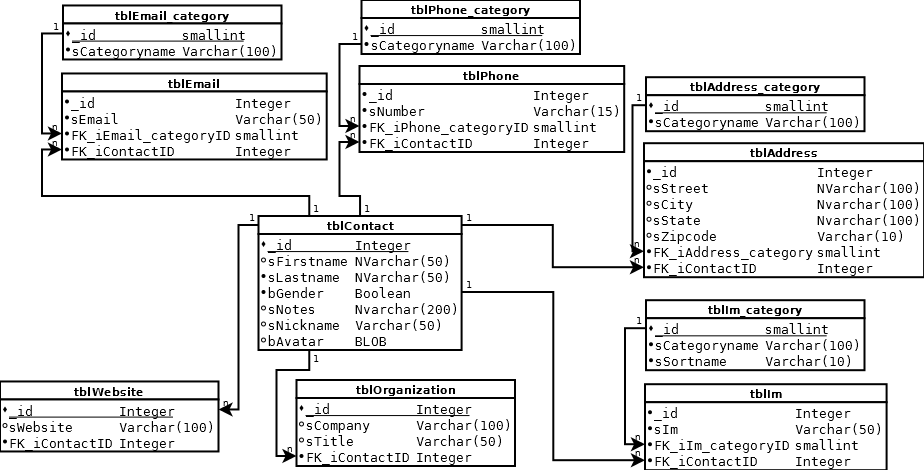 tblEmail_category
_id smallint
sCategoryname Varchar(100)
tblPhone_category
_id smallint
sCategoryname Varchar(100)
1
1
tblEmail
_id Integer
sEmail Varchar(50)
FK_iEmail_categoryID smallint
FK_iContactID Integer
n
n
tblPhone
_id Integer
sNumber Varchar(15)
FK_iPhone_categoryID smallint
FK_iContactID Integer
n
n
tblAddress_category
_id smallint
sCategoryname Varchar(100)
1
tblAddress
_id Integer
sStreet NVarchar(100)
sCity Nvarchar(100)
sState Nvarchar(100)
sZipcode Varchar(10)
FK_iAddress_category smallint
FK_iContactID Integer
n
n
1
1
1
1
1
1
tblContact
_id Integer
sFirstname NVarchar(50)
sLastname NVarchar(50)
bGender Boolean
sNotes Nvarchar(200)
sNickname Varchar(50)
bAvatar BLOB
tblIm_category
_id smallint
sCategoryname Varchar(100)
sSortname Varchar(10)
1
tblWebsite
_id Integer
sWebsite Varchar(100)
FK_iContactID Integer
n
tblOrganization
_id Integer
sCompany Varchar(100)
sTitle Varchar(50)
FK_iContactID Integer
n
tblIm
_id Integer
sIm Varchar(50)
FK_iIm_categoryID smallint
FK_iContactID Integer
n
n